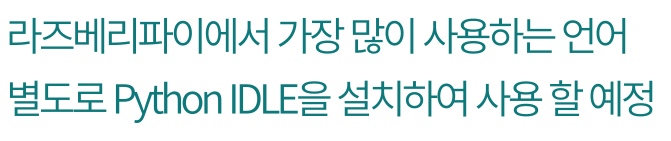 라즈베리파이에서 가장 많이 사용하는 언어
별도로 Python IDLE을 설치하여 사용 할 예정